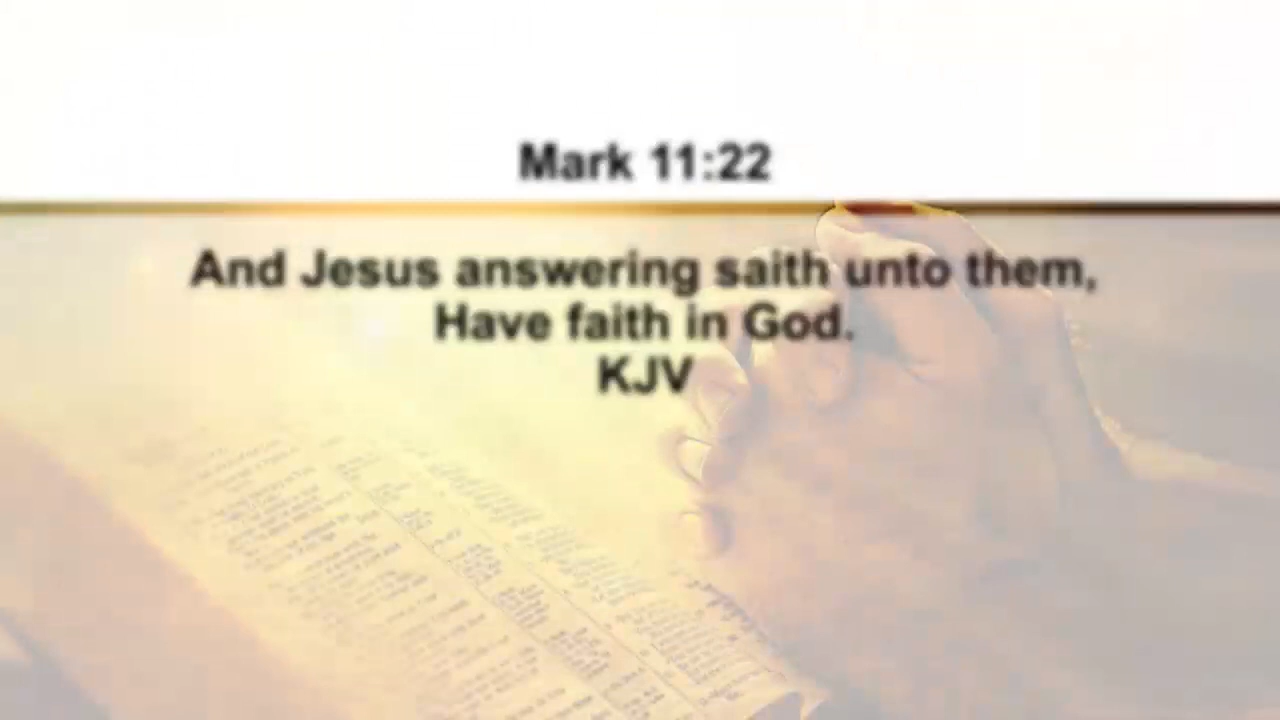 Mark 11:22
And Jesus answering saith unto them,
Have faith in God.
KJV